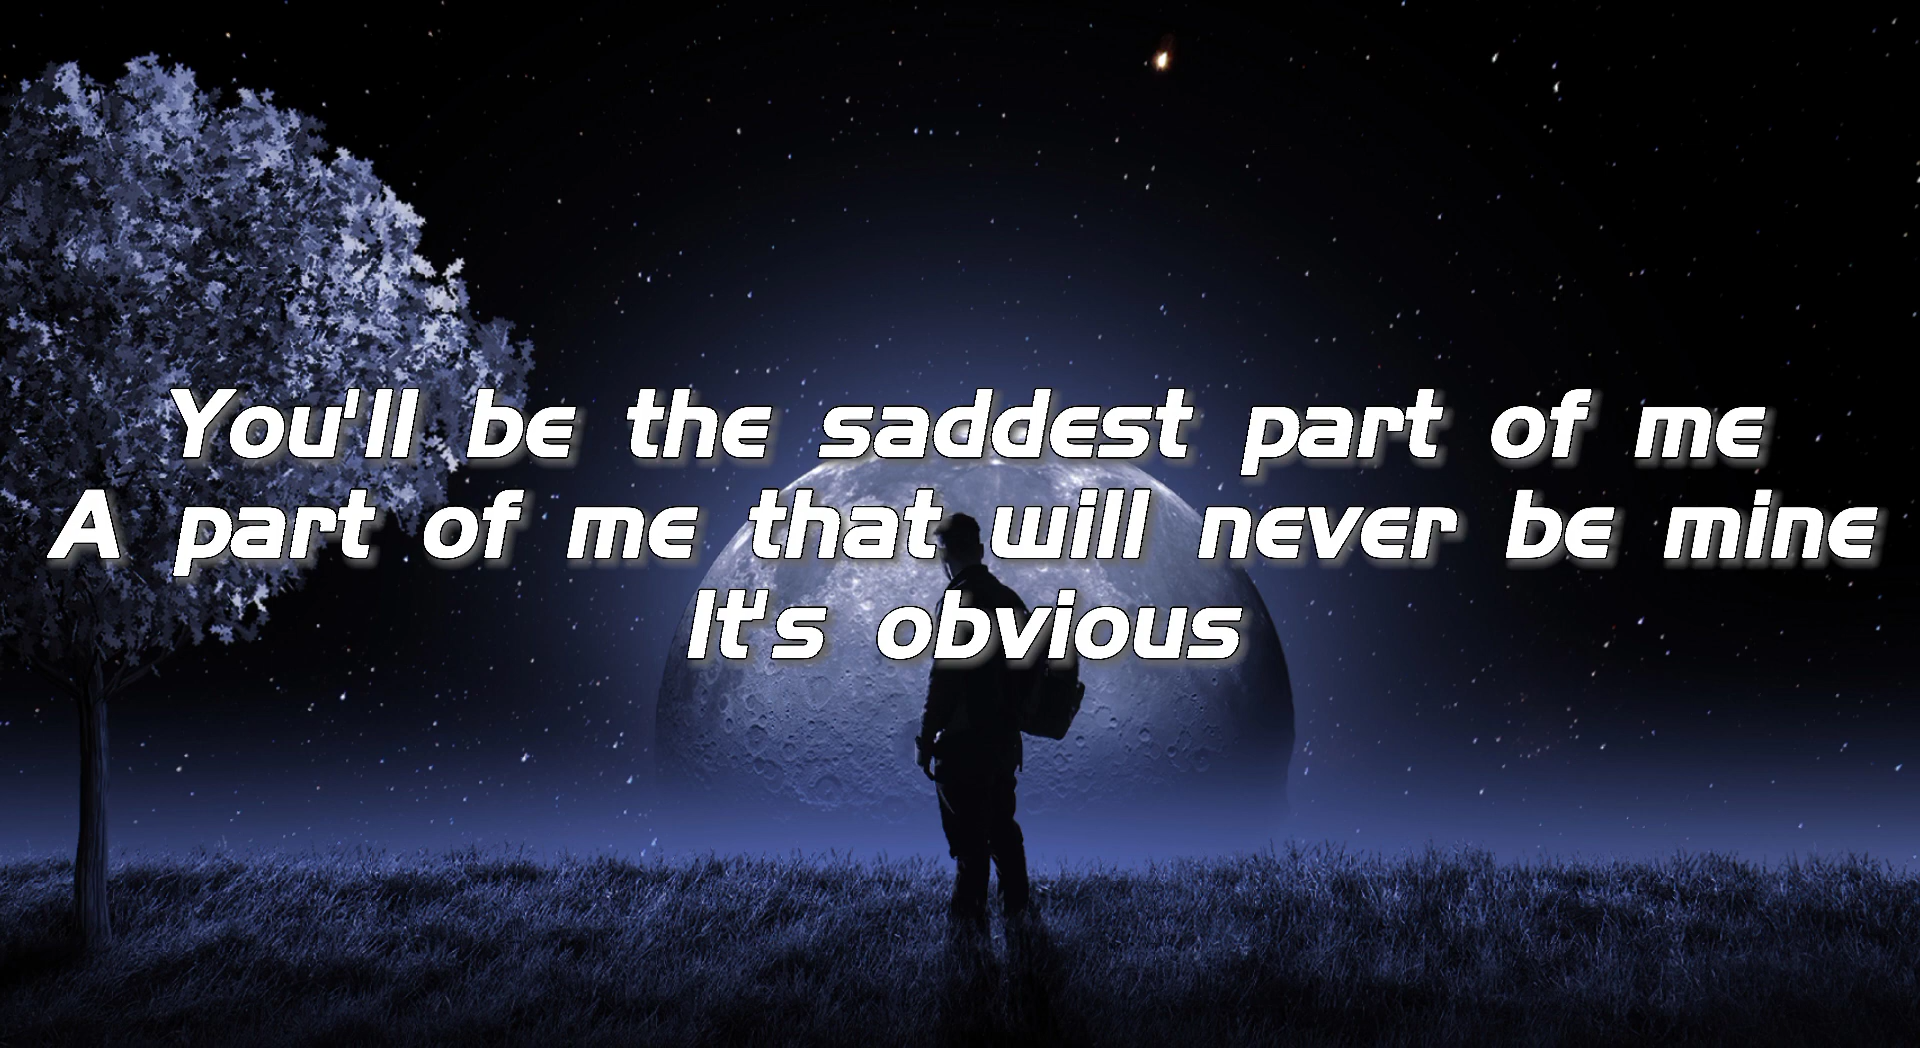 You'll be the saddest part of me
A part of me that will never be mine
It's obvious